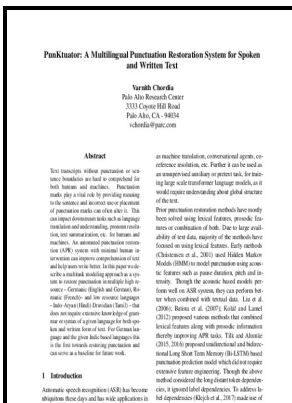 PunKtuator: A Multilingual Punctuation Restoration System for Spoken
and Written Text
Varnith Chordia
Palo Alto Research Center
3333 Coyote Hill Road
Palo Alto, CA - 94034
vchordia@parc.com
Abstract
Text transcripts without punctuation or sen-
tence boundaries are hard to comprehend for
both humans and machines. Punctuation
marks play a vital role by providing meaning
to the sentence and incorrect use or placement
of punctuation marks can often alter it. This
can impact downstream tasks such as language
translation and understanding, pronoun resolu-
tion, text summarization, etc. for humans and
machines. An automated punctuation restora-
tion (APR) system with minimal human in-
tervention can improve comprehension of text
and help users write better. In this paper we de-
scribe a multitask modeling approach as a sys-
tem to restore punctuation in multiple high re-
source – Germanic (English and German), Ro-
manic (French)– and low resource languages
– Indo-Aryan (Hindi) Dravidian (Tamil) – that
does not require extensive knowledge of gram-
mar or syntax of a given language for both spo-
ken and written form of text. For German lan-
guage and the given Indic based languages this
is the first towards restoring punctuation and
can serve as a baseline for future work.
1 Introduction
Automatic speech recognition (ASR) has become
ubiquitous these days and has wide applications in
as machine translation, conversational agents, co-
reference resolution, etc. Further it can be used as
an unsupervised auxiliary or pretext task, for train-
ing large scale transformer language models, as it
would require understanding about global structure
of the text.
Prior punctuation restoration methods have mostly
been solved using lexical features, prosodic fea-
tures or combination of both. Due to large avail-
ability of text data, majority of the methods have
focused on using lexical features. Early methods
(Christensen et al., 2001) used Hidden Markov
Models (HMM) to model punctuation using acous-
tic features such as pause duration, pitch and in-
tensity. Though the acoustic based models per-
form well on ASR system, they can perform bet-
ter when combined with textual data. Liu et al.
(2006); Batista et al. (2007); Kolář and Lamel
(2012) proposed various methods that combined
lexical features along with prosodic information
thereby improving APR tasks. Tilk and Alumäe
(2015, 2016) proposed unidirectional and bidirec-
tional Long Short Term Memory (Bi-LSTM) based
punctuation prediction model which did not require
extensive feature engineering. Though the above
method considered the long distant token dependen-
cies, it ignored label dependencies. To address la-
bel dependencies (Klejch et al., 2017) made use of